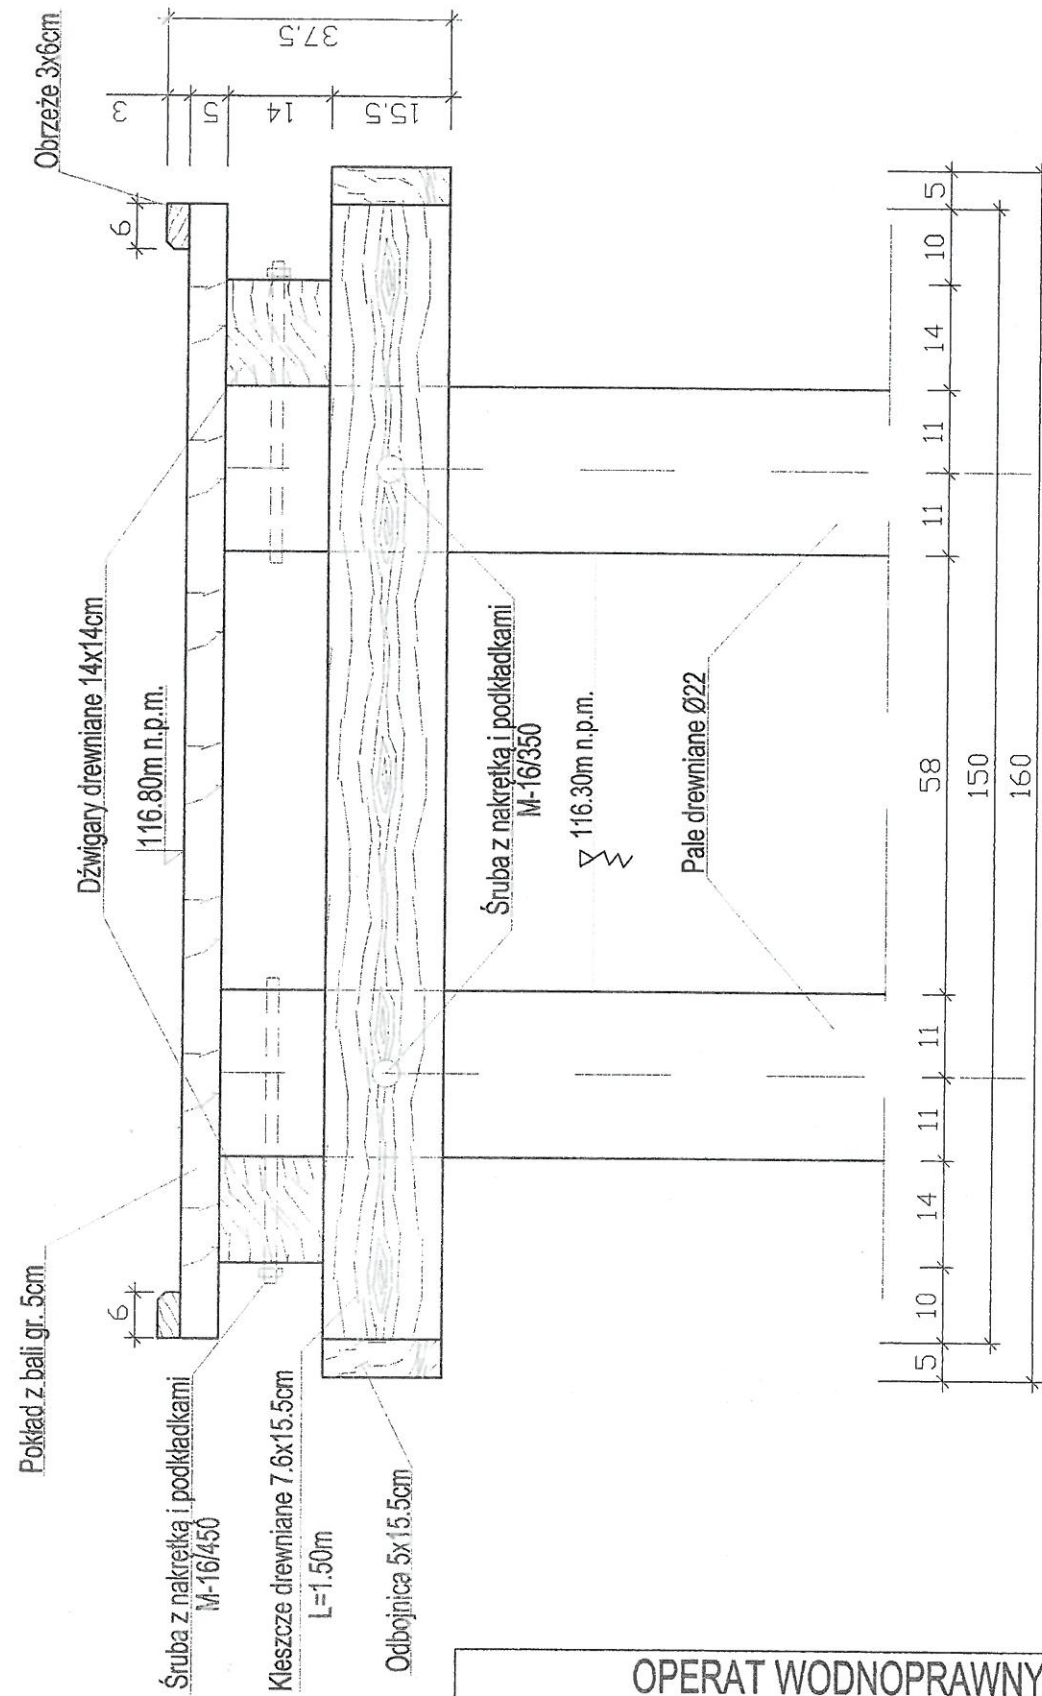 Pokład z bali gr. 5cm
Dźwigary drewniane 14x14cm
Obrzeże 3x6cm
116.80m n.p.m.
6
6
3
5
14
15.5
37.5
Śruba z nakrętką i podkładkami
M-16/450
Kleszcze drewniane 7.6x15.5cm
L=1.50m
Odbojnica 5x15.5cm
Śruba z nakrętką i podkładkami
M-16/350
116.30m n.p.m.
Pale drewniane Ø22
5
10
14
11
11
58
11
11
14
10
5
150
160
OPERAT WODNOPRAWNY